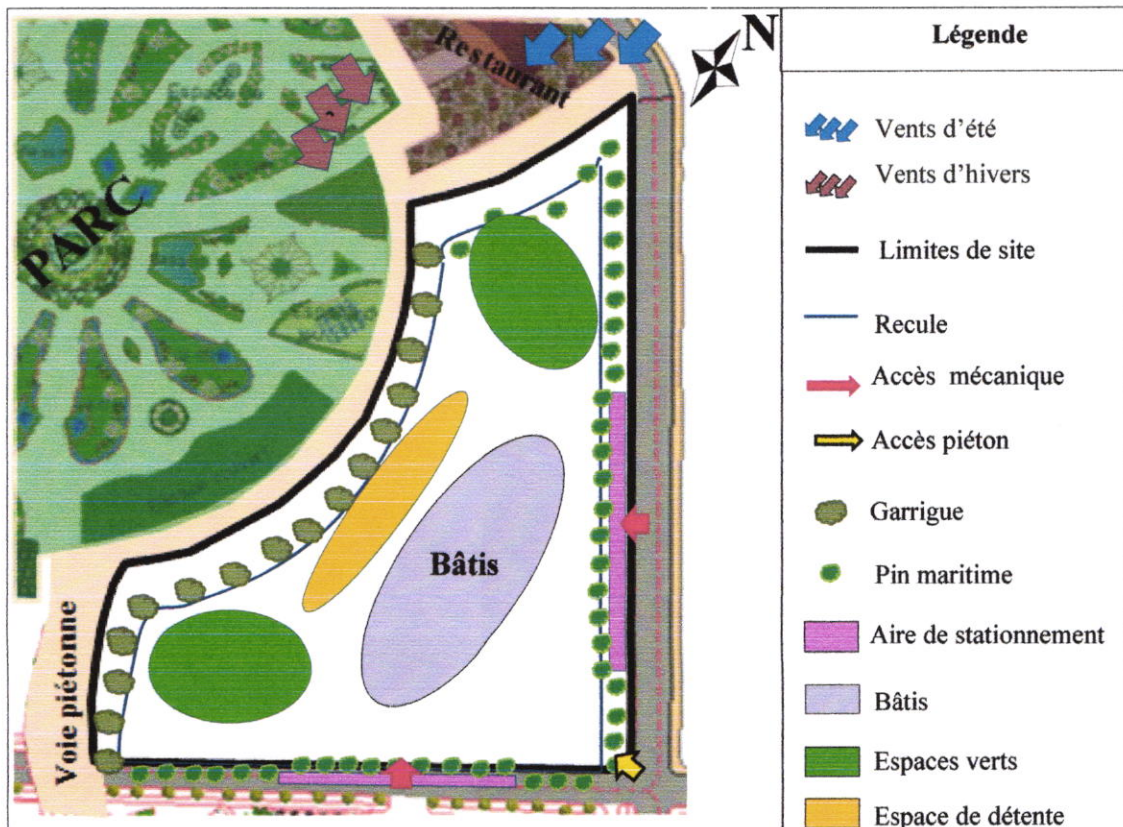 Restaurant
N
PARC
Bâtis
Voie piétonne
Légende
Vents d'été
Vents d'hivers
Limites de site
Recule
Accès mécanique
Accès piéton
Garrigue
Pin maritime
Aire de stationnement
Bâtis
Espaces verts
Espace de détente